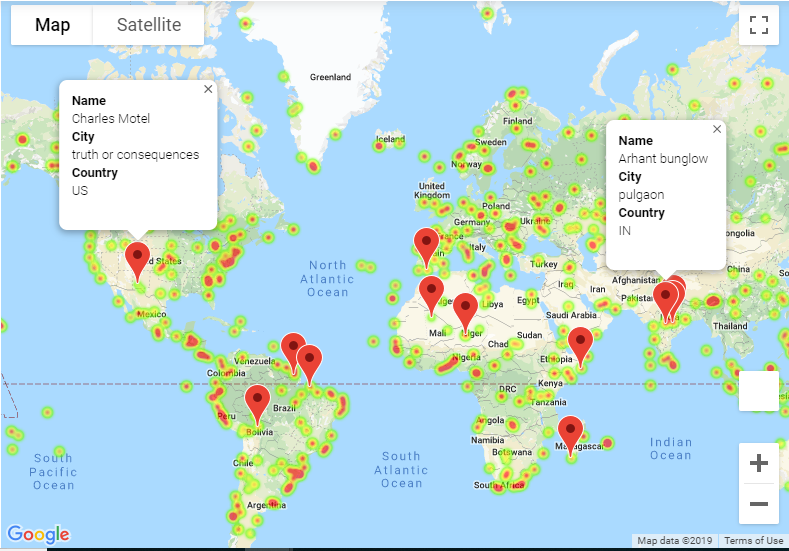 Map
Satellite
Greenland
Name
Charles Motel
City
truth or consequences
Country
US
Name
Arhant bunglow
City
pulgaon
Country
IN
Iceland
Finland
Sweden
Norway
United
Kingdom
Poland
Germany
Ukraine
Italy
Turkey
ongolia
North
Atlantic
Ocean
Mexico
Libya
Egypt
Iraq
Iran
Afghanistan
Pakistan
China
Saudi Arabia
Thailand
Mali
Niger
Chad
Sudan
Nigeria
Ethiopia
Kenya
DRC
Tanzania
Venezuela
Colombia
Peru
Brazil
Bolivia
Chile
Argentina
Angola
Namibia
Botswana
Madagascar
South Africa
South
Pacific
Ocean
South
Atlantic
Ocean
Indian
Ocean
Google
Map data ©2019
Terms of Use